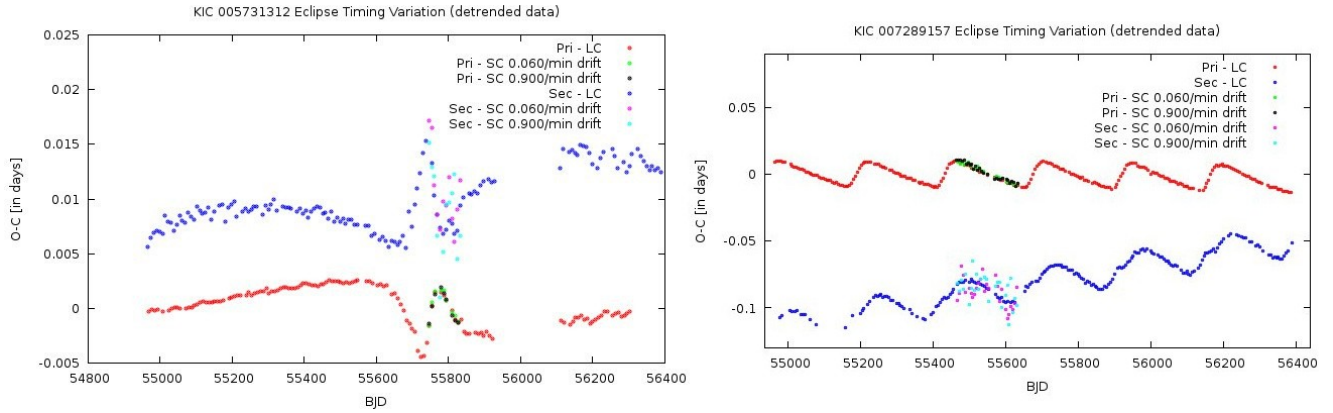 KIC 005731312 Eclipse Timing Variation (detrended data)
0.025
0.02
0.015
0.01
0.005
0
-0.005
O-C [in days]
Pri - LC
Pri - SC 0.060/min drift
Pri - SC 0.900/min drift
Sec - LC
Sec - SC 0.060/min drift
Sec - SC 0.900/min drift
54800 55000 55200 55400 55600 55800 56000 56200 56400
BJD
KIC 007289157 Eclipse Timing Variation (detrended data)
0.05
0
-0.05
-0.1
O-C [in days]
Pri - LC
Sec - LC
Pri - SC 0.060/min drift
Pri - SC 0.900/min drift
Sec - SC 0.060/min drift
Sec - SC 0.900/min drift
55000 55200 55400 55600 55800 56000 56200 56400
BJD